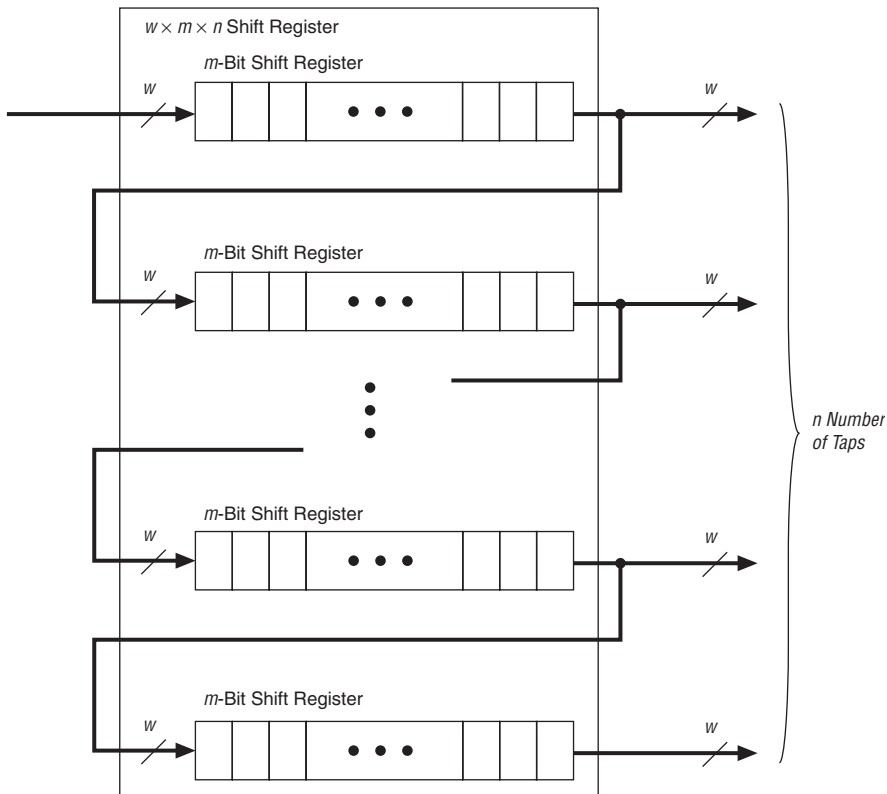 w × m × n Shift Register
m-Bit Shift Register
w
w
m-Bit Shift Register
w
w
n Number
of Taps
m-Bit Shift Register
w
w
m-Bit Shift Register
w
w